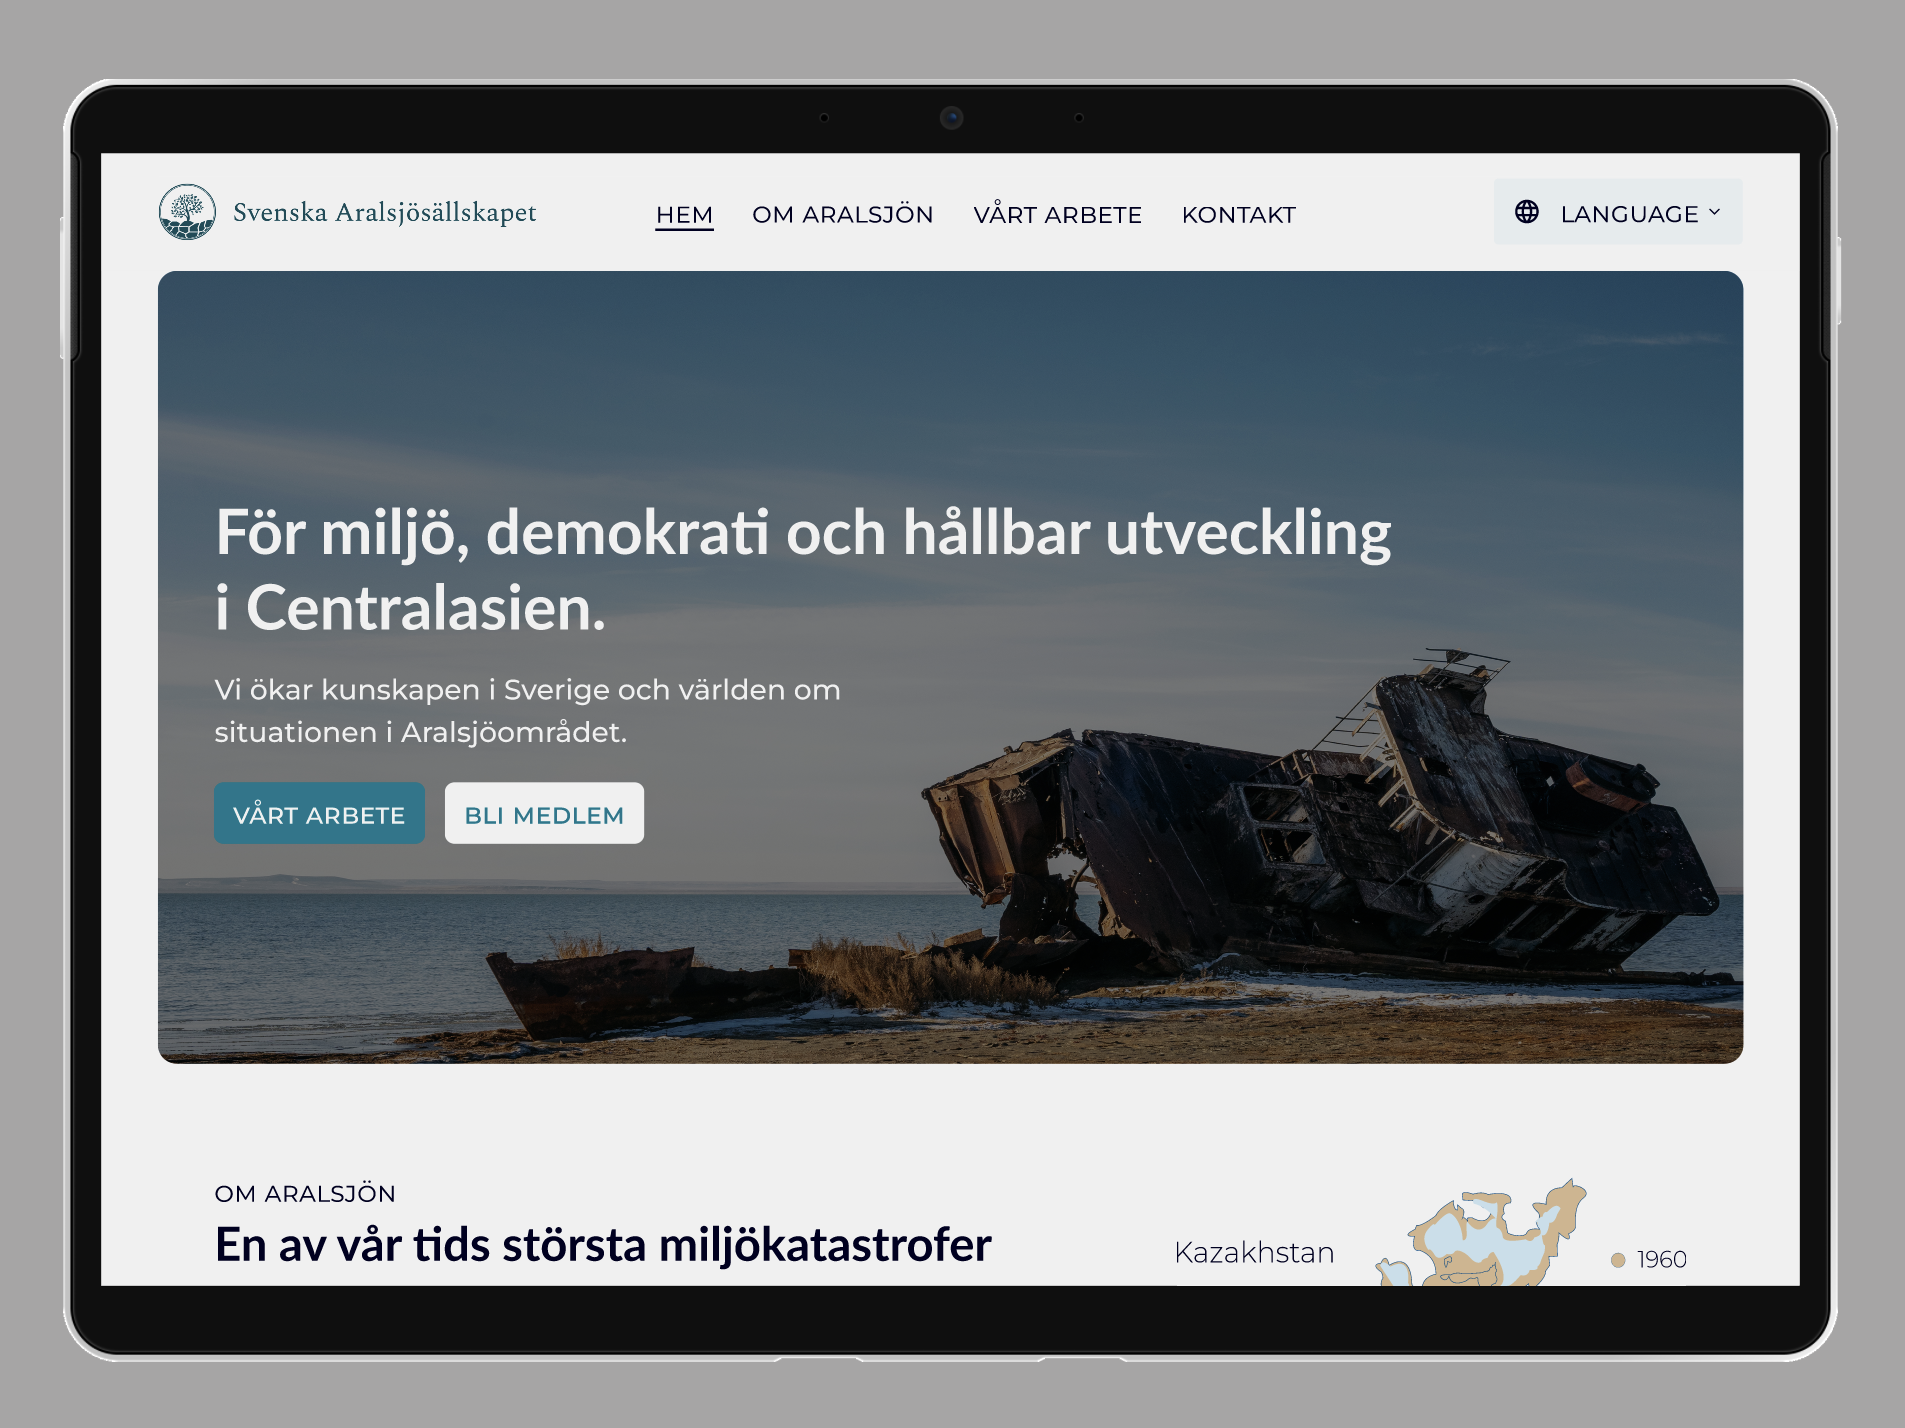 Svenska Aralsjösällskapet
HEM
OM ARALSJÖN
VÅRT ARBETE
KONTAKT
LANGUAGE
För miljö, demokrati och hållbar utveckling
i Centralasien.
Vi ökar kunskapen i Sverige och världen om
situationen i Aralsjöområdet.
VÅRT ARBETE
BLI MEDLEM
OM ARALSJÖN
En av vår tids största miljökatastrofer
Kazakhstan
1960